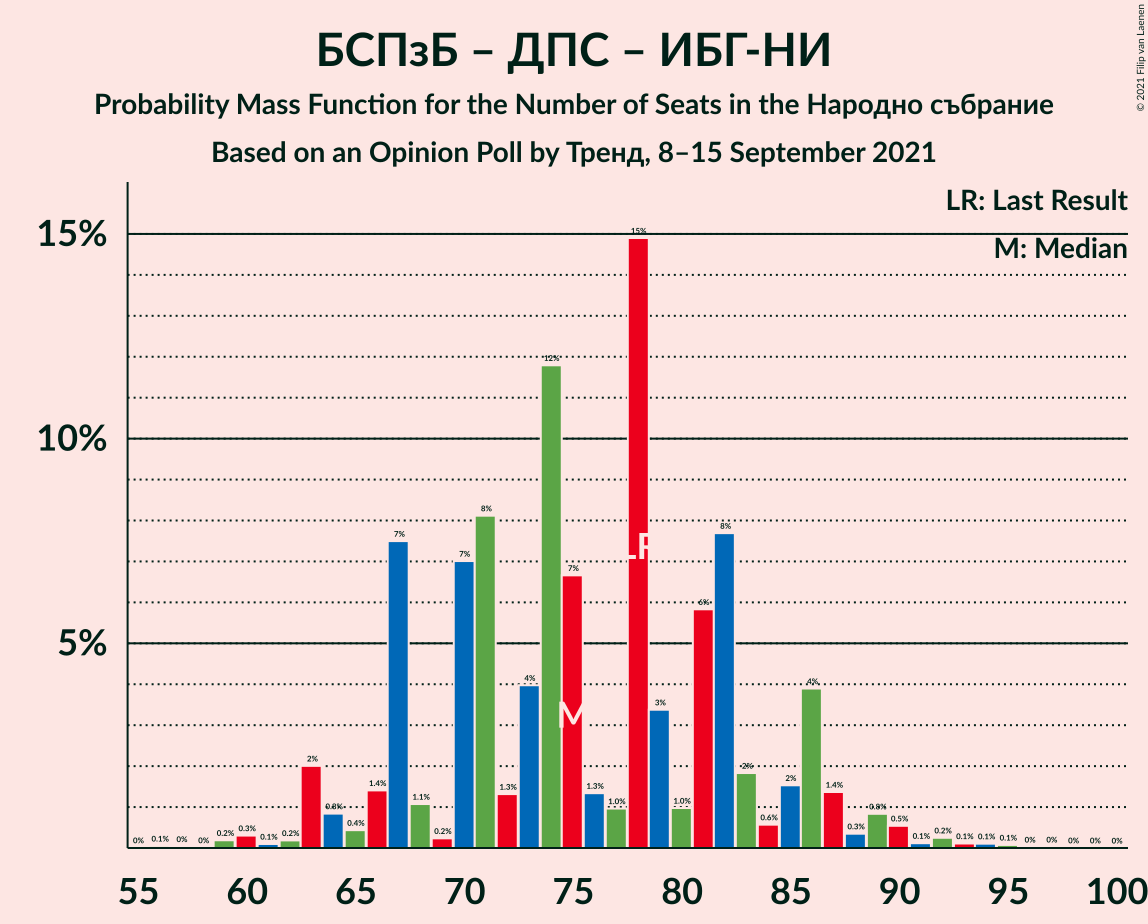 БСПзБ – ДПС – ИБГ-НИ
Probability Mass Function for the Number of Seats in the Народно събрание
Based on an Opinion Poll by Тренд, 8–15 September 2021
© 2021 Filip van Laenen
LR: Last Result
M: Median
15%
10%
5%
0% 0.1% 0% 0% 0.2% 0.3% 0.1% 0.2% 2% 0.8% 0.4% 1.4% 7% 1.1% 0.2% 7% 8% 1.3% 4% 12% 7% 1.3% 1.0% 15% 3% 1.0% 6% 8% 2% 0.6% 2% 4% 1.4% 0.3% 0.8% 0.5% 0.1% 0.2% 0.1% 0.1% 0.1% 0% 0% 0% 0% 0%
LR
M
55 60 65 70 75 80 85 90 95 100